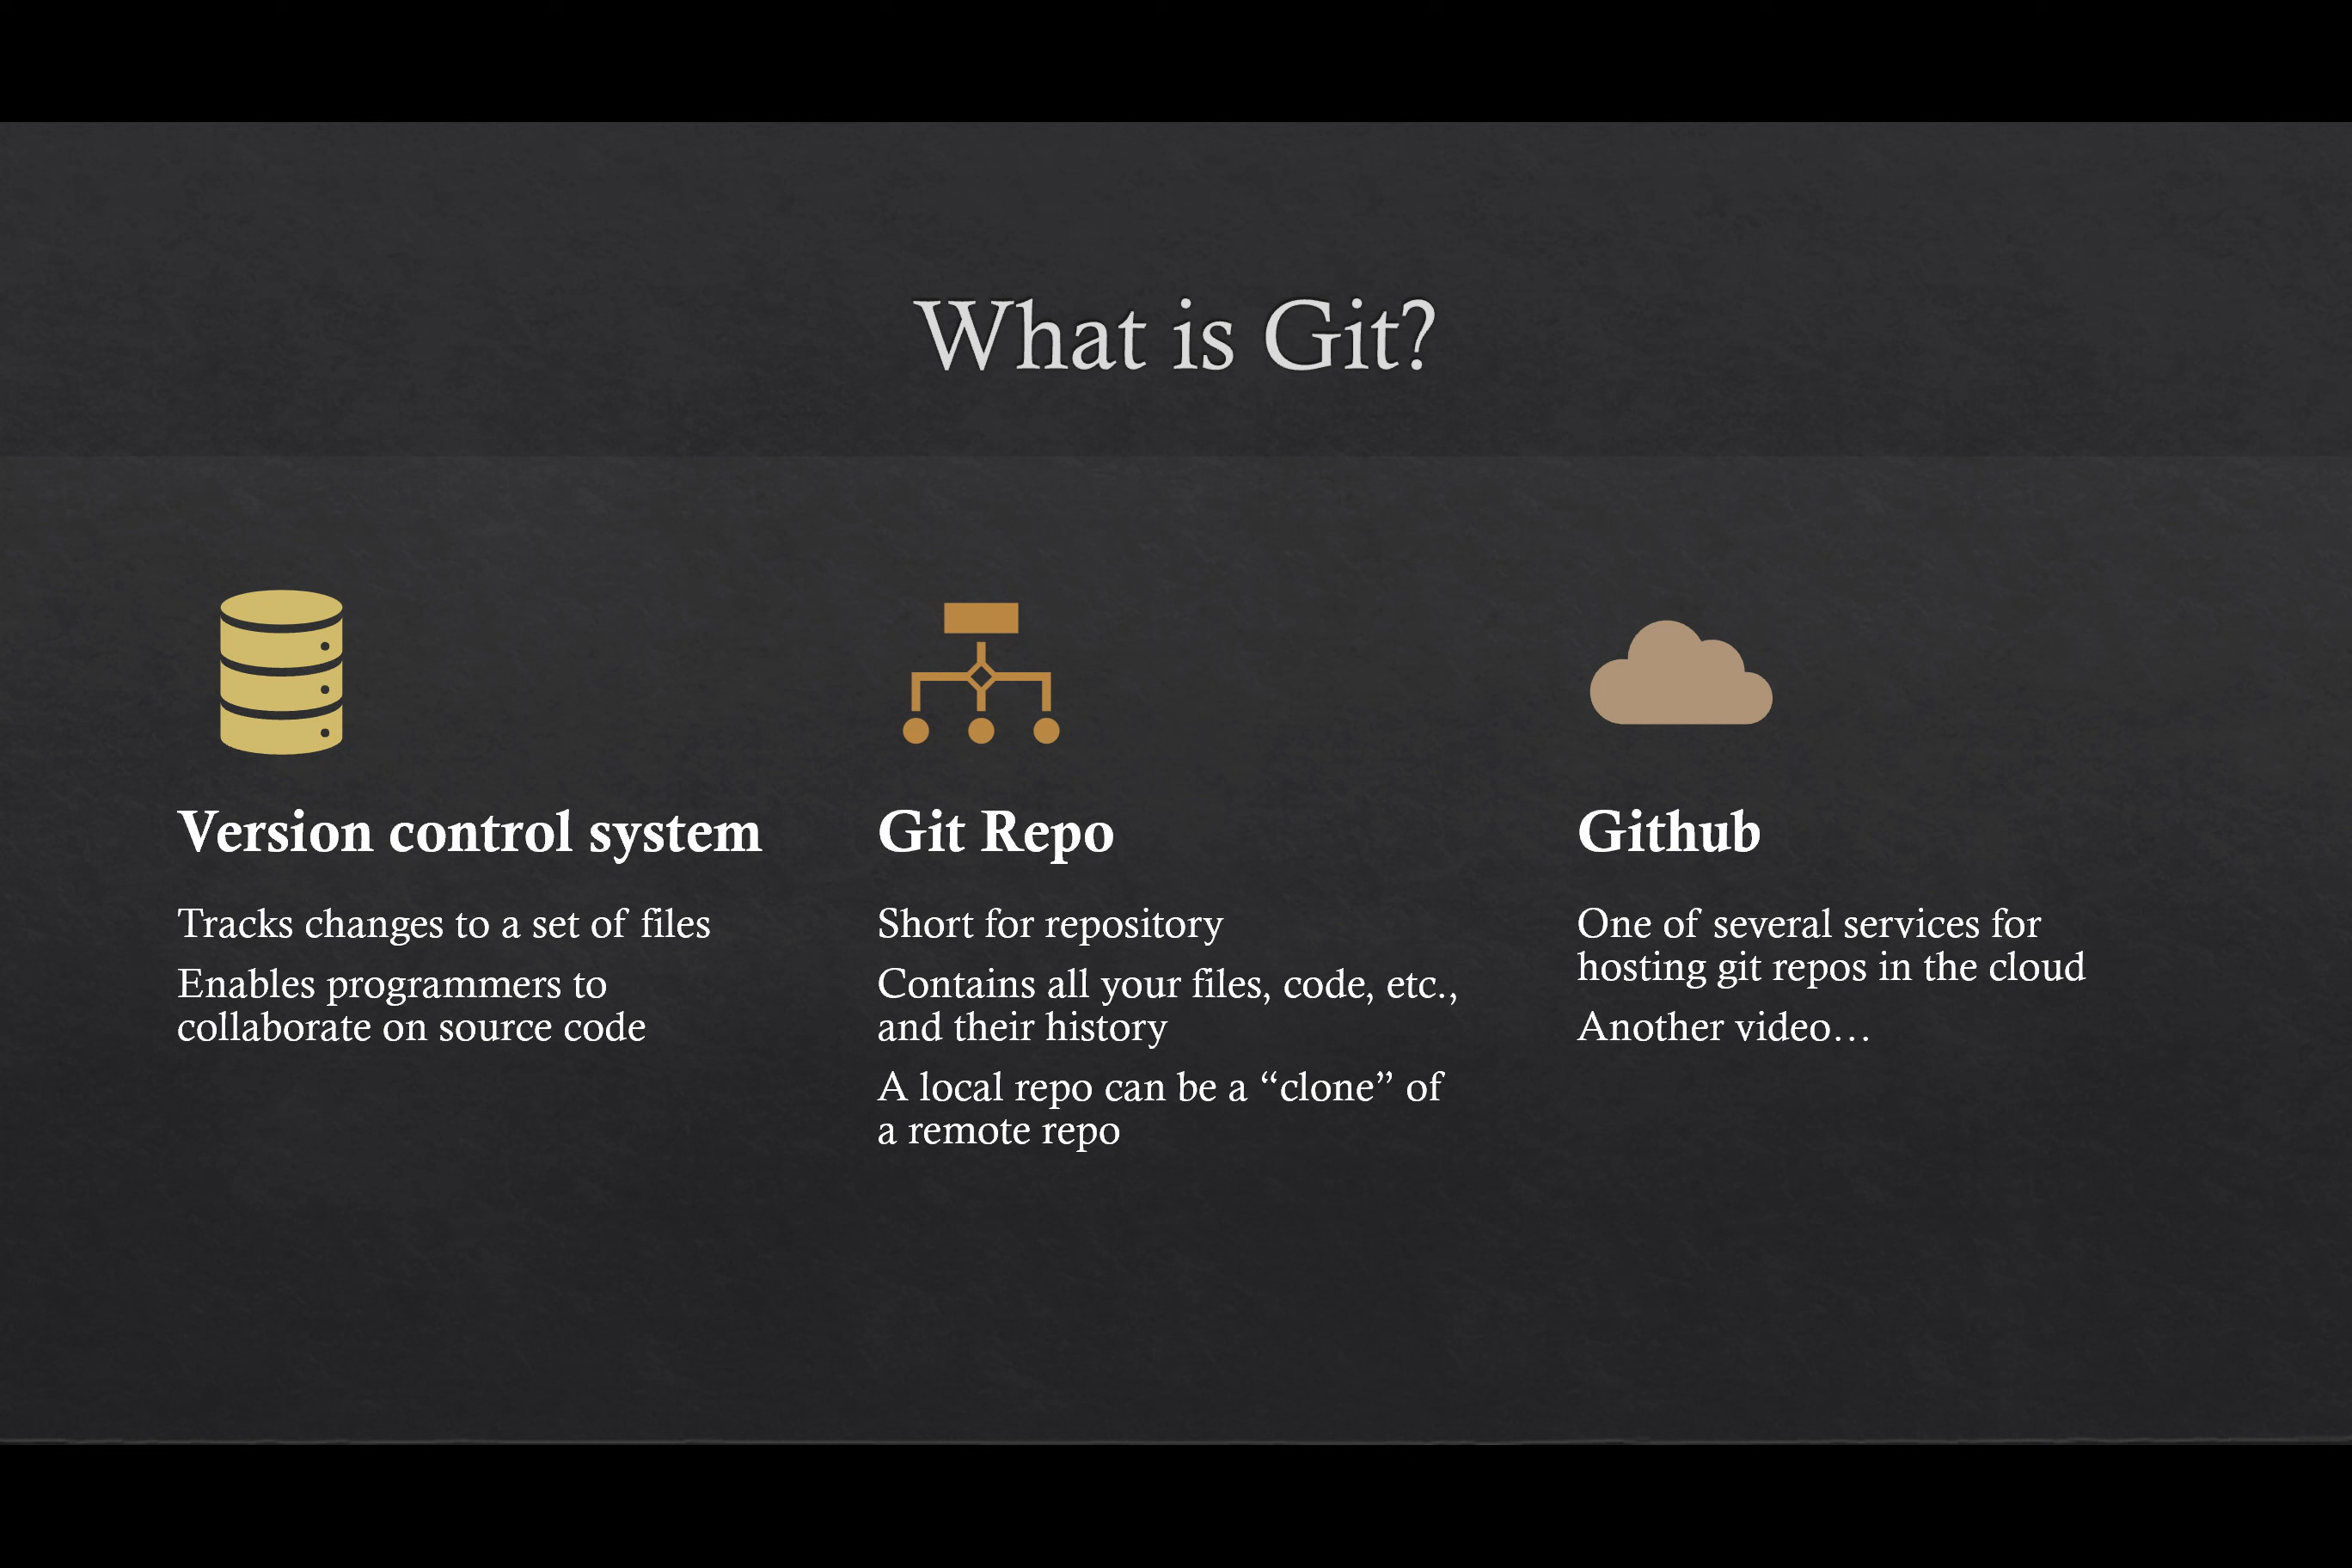 What is Git?
Version control system
Tracks changes to a set of files
Enables programmers to
collaborate on source code
Git Repo
Short for repository
Contains all your files, code, etc.,
and their history
A local repo can be a “clone” of
a remote repo
Github
One of several services for
hosting git repos in the cloud
Another video…